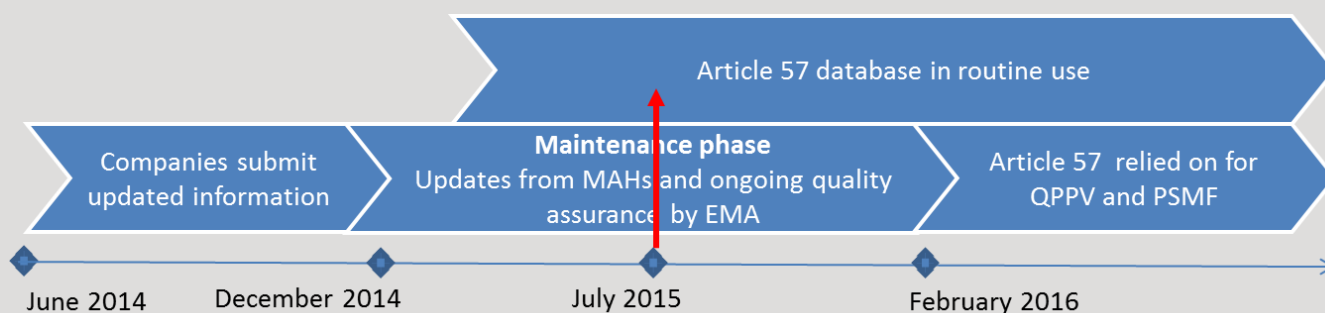 Article 57 database in routine use
Companies submit
updated information
Maintenance phase
Updates from MAHs and ongoing quality
assurance by EMA
Article 57 relied on for
QPPV and PSMF
June 2014
December 2014
July 2015
February 2016